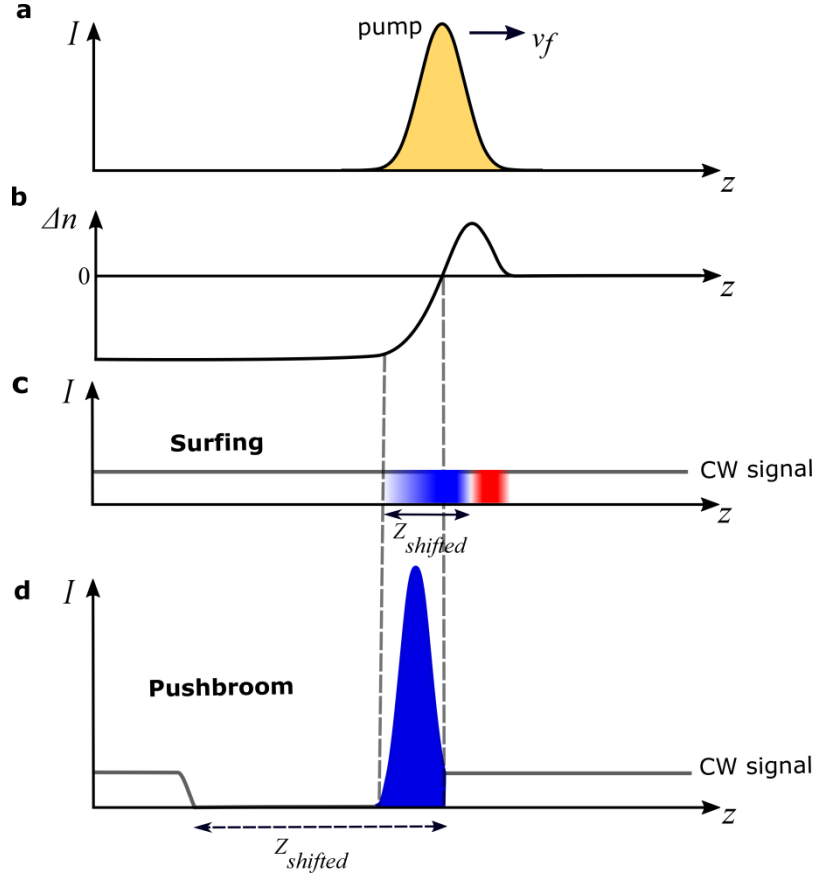 a
I
pump
v_f
z
b
Δn
0
z
c
I
Surfing
CW signal
z
Z_shifted
d
I
Pushbroom
CW signal
z
Z_shifted